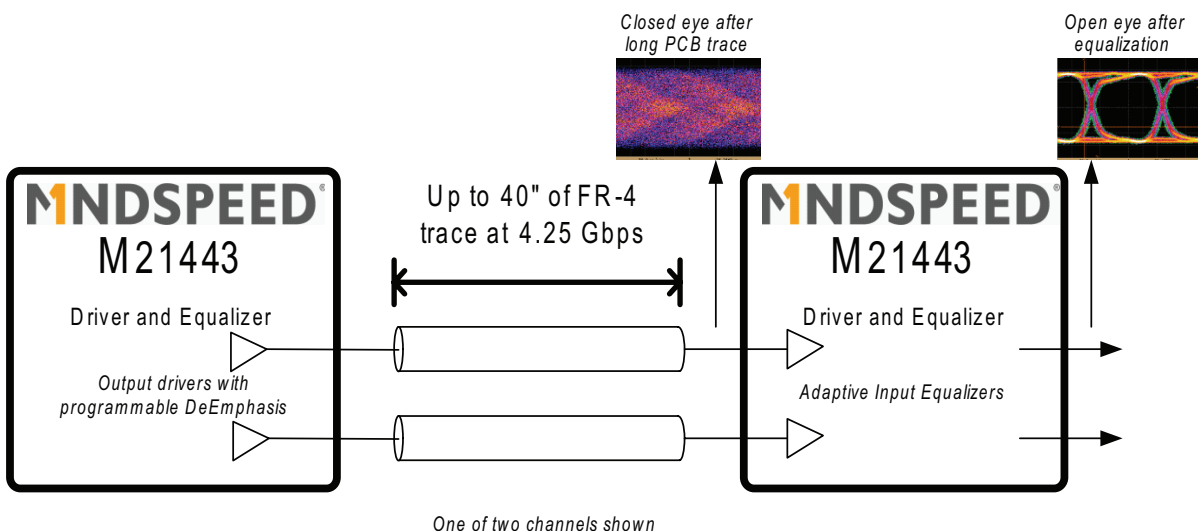 Closed eye after
long PCB trace
Open eye after
equalization
MINDSPEED®
M21443
Driver and Equalizer
Output drivers with
programmable DeEmphasis
Up to 40" of FR-4
trace at 4.25 Gbps
MINDSPEED®
M21443
Driver and Equalizer
Adaptive Input Equalizers
One of two channels shown